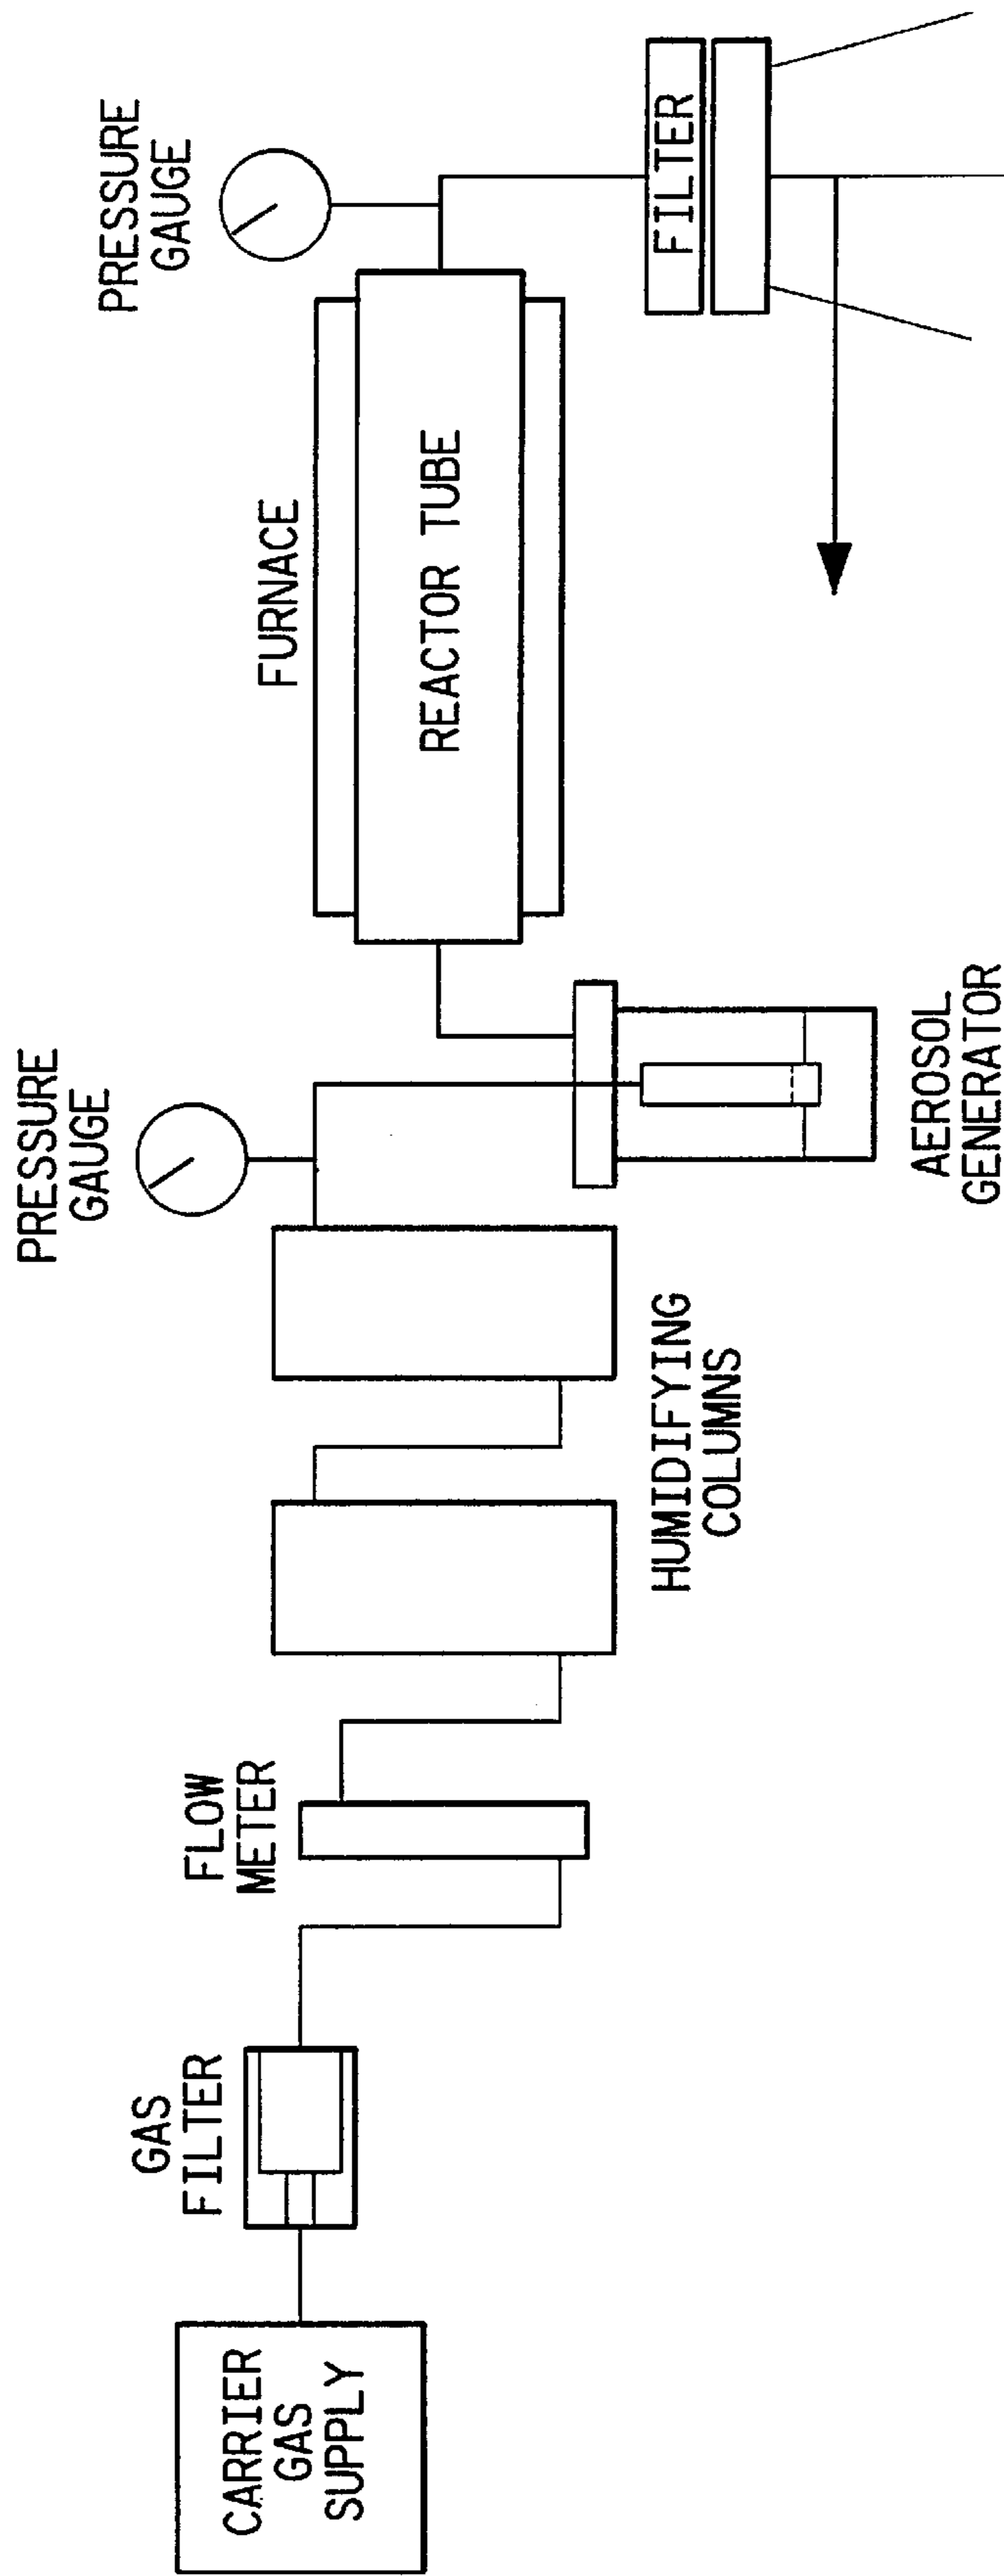 CARRIER
GAS
SUPPLY
GAS
FILTER
FLOW
METER
HUMIDIFYING
COLUMNS
PRESSURE
GAUGE
AEROSOL
GENERATOR
FURNACE
REACTOR TUBE
PRESSURE
GAUGE
FILTER